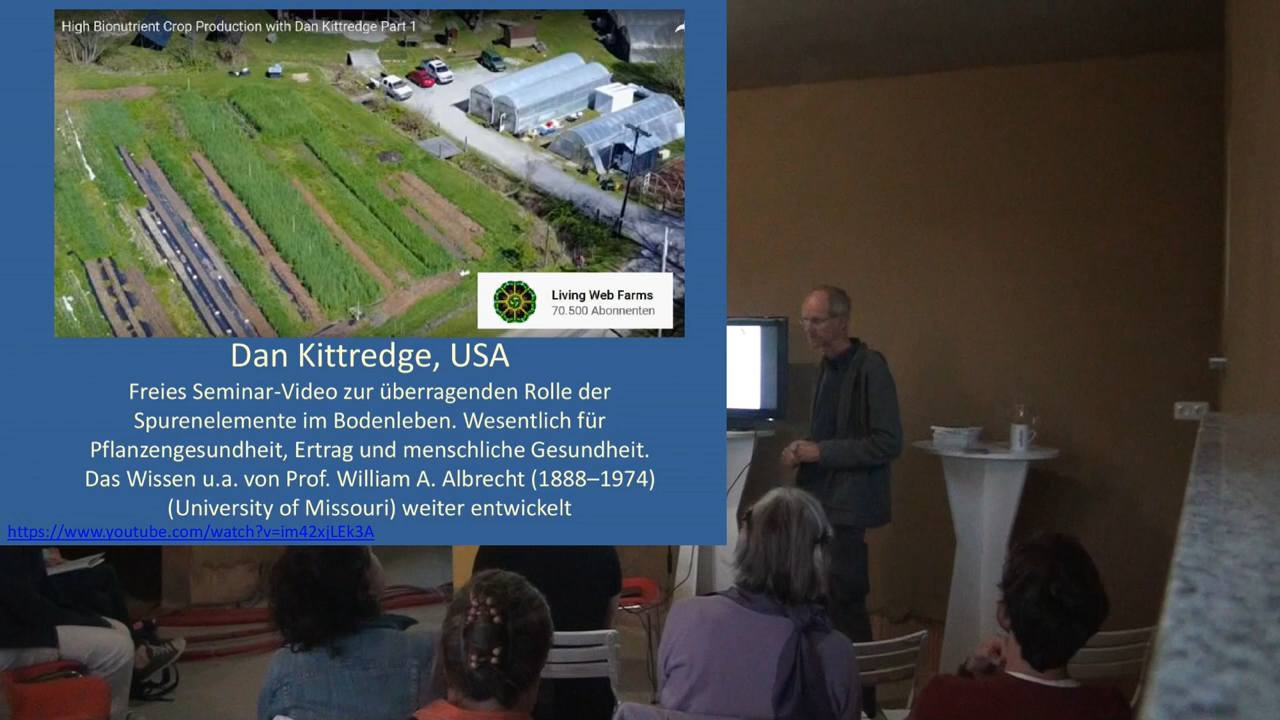 High Bionutrient Crop Production with Dan Kittredge Part 1
Living Web Farms
70.500 Abonnenten
Dan Kittredge, USA
Freies Seminar-Video zur überragenden Rolle der
Spurenelemente im Bodenleben. Wesentlich für
Pflanzengesundheit, Ertrag und menschliche Gesundheit.
Das Wissen u.a. von Prof. William A. Albrecht (1888–1974)
(University of Missouri) weiter entwickelt
https://www.youtube.com/watch?v=im42xjLEk3A